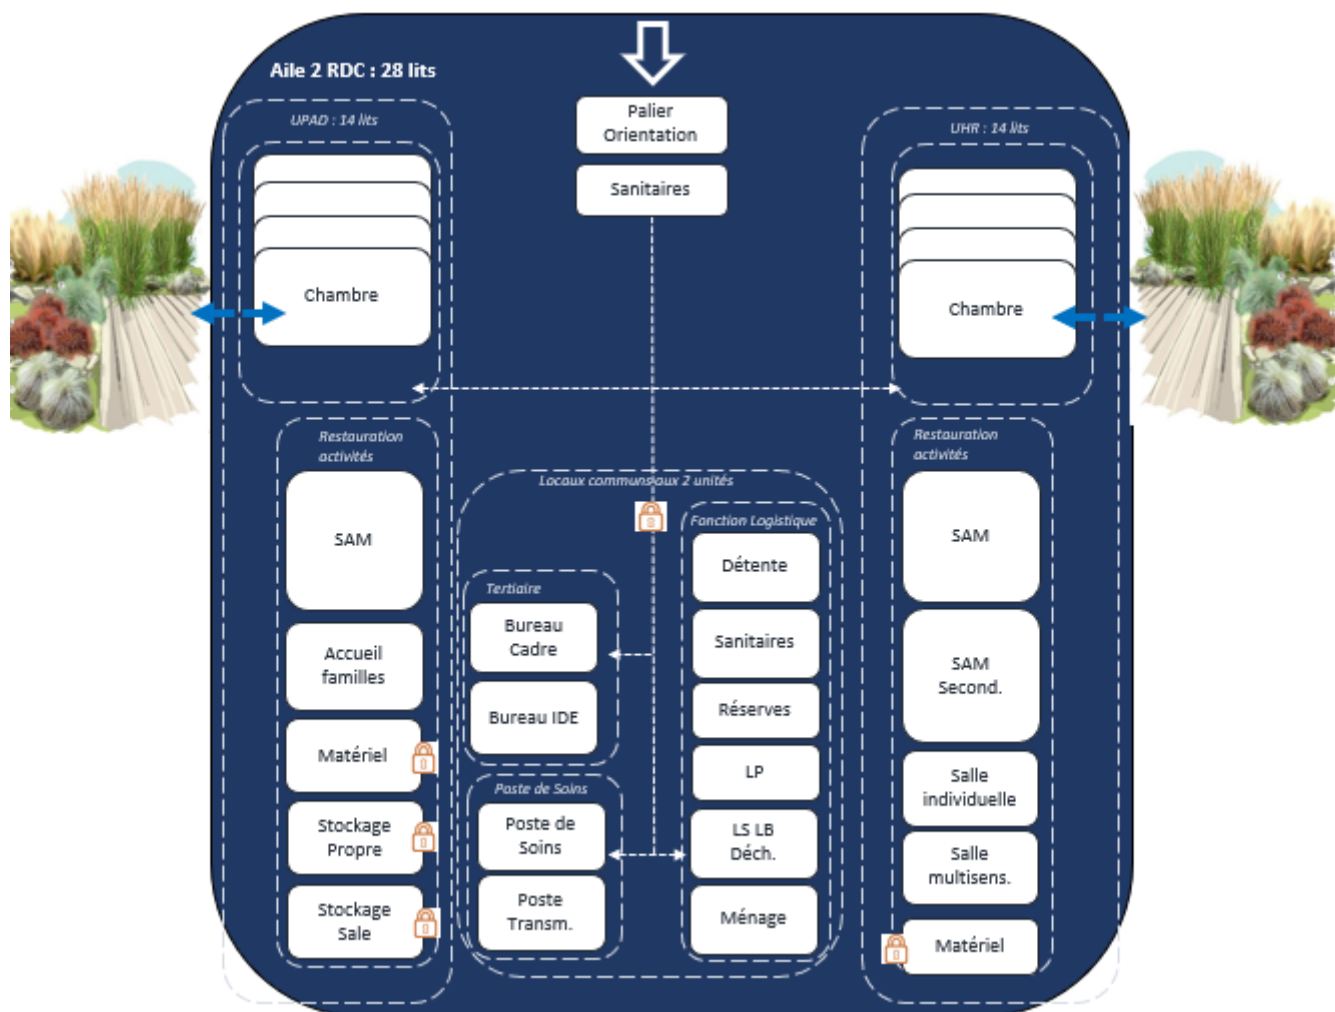 Aile 2 RDC : 28 lits
Palier
Orientation
Sanitaires
UPAD : 14 lits
Chambre
Restauration
activités
SAM
Accueil
familles
Matériel
Stockage
Propre
Stockage
Sale
Locaux communs aux 2 unités
Tertiaire
Bureau
Cadre
Bureau IDE
Poste de Soins
Poste de
Soins
Poste
Transm.
Fonction Logistique
Détente
Sanitaires
Réserves
LP
LS LB
Déch.
Ménage
UHR : 14 lits
Chambre
Restauration
activités
SAM
SAM
Second.
Salle
individuelle
Salle
multisens.
Matériel